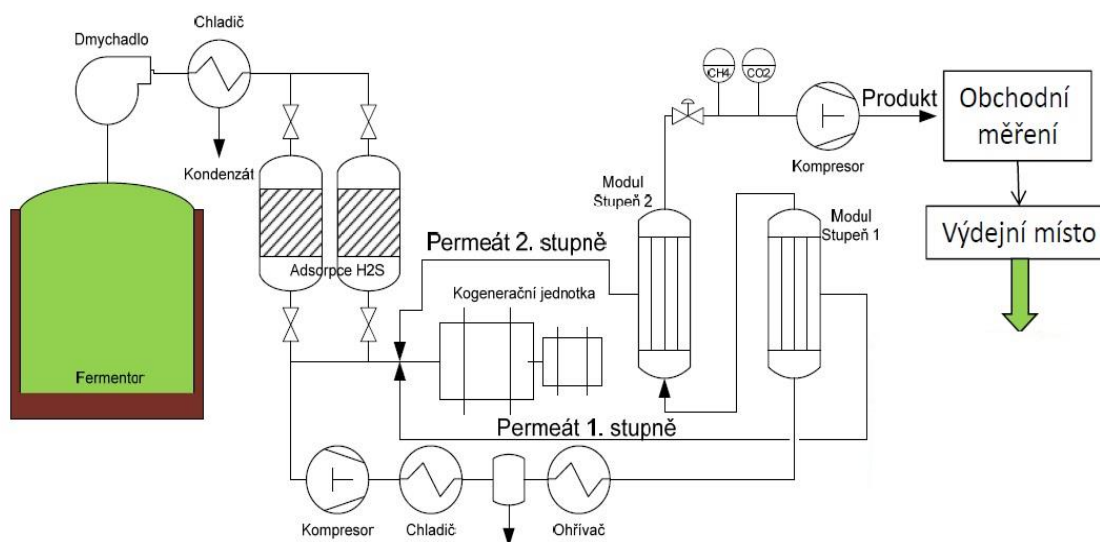 Chladič
Dmychadlo
Kondenzát
Adsorpce H2S
Fermentor
CH4
CO2
Produkt
Kompresor
Obchodní
měření
Výdejní místo
Modul
Stupeň 2
Modul
Stupeň 1
Permeát 2. stupně
Kogenerační jednotka
Permeát 1. stupně
Kompresor
Chladič
Ohřívač